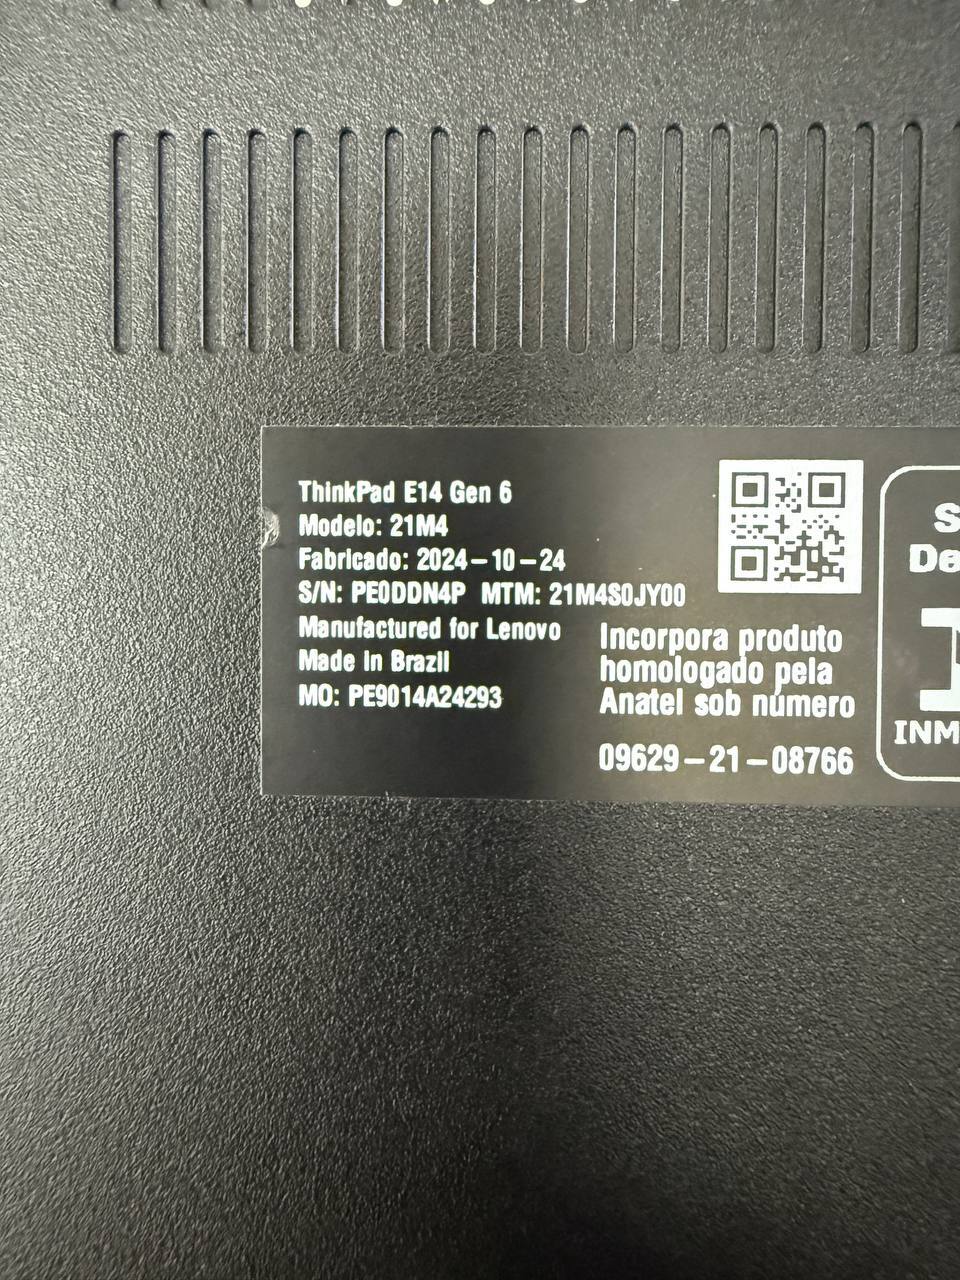 ThinkPad E14 Gen 6
Modelo: 21M4
Fabricado: 2024-10-24
S/N: PE0DDN4P MTM: 21M4S0JY00
Manufactured for Lenovo
Made in Brazil
MO: PE9014A24293
Incorpora produto
homologado pela
Anatel sob número
09629-21-08766